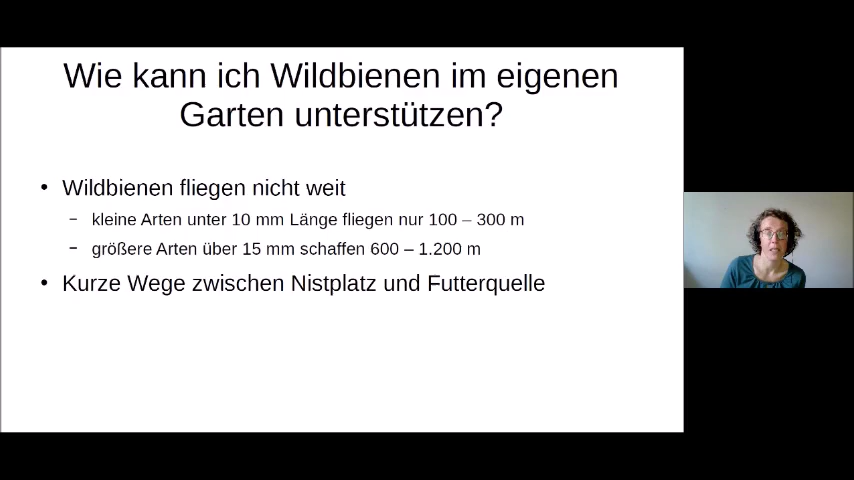 Wie kann ich Wildbienen im eigenen
Garten unterstützen?
• Wildbienen fliegen nicht weit
– kleine Arten unter 10 mm Länge fliegen nur 100 – 300 m
– größere Arten über 15 mm schaffen 600 – 1.200 m
• Kurze Wege zwischen Nistplatz und Futterquelle